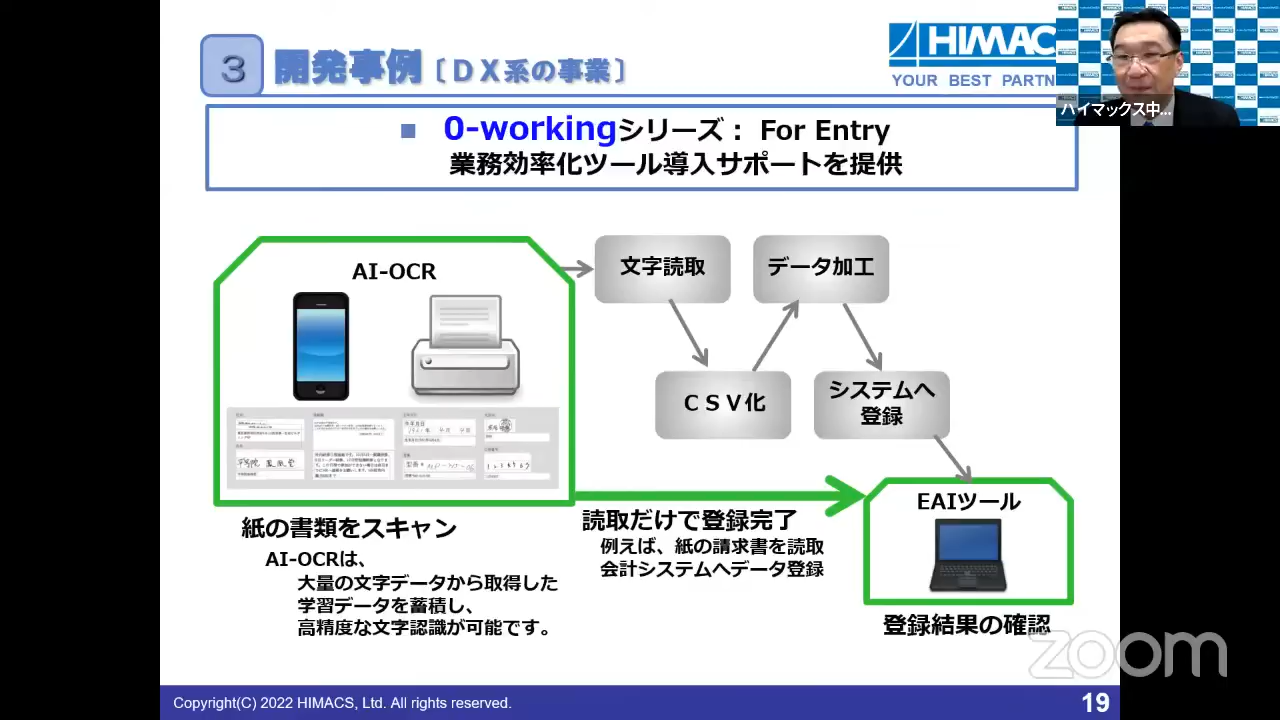 3 開発事例〔ＤＸ系の事業〕
HIMACS
YOUR BEST PARTN
ハイマックス中...
■ 0-workingシリーズ： For Entry
業務効率化ツール導入サポートを提供
AI-OCR
文字読取
データ加工
ＣＳＶ化
システムへ
登録
紙の書類をスキャン
AI-OCRは、
大量の文字データから取得した
学習データを蓄積し、
高精度な文字認識が可能です。
読取だけで登録完了
例えば、紙の請求書を読取
会計システムへデータ登録
EAIツール
登録結果の確認
zoom
Copyright(C) 2022 HIMACS, Ltd. All rights reserved.
19